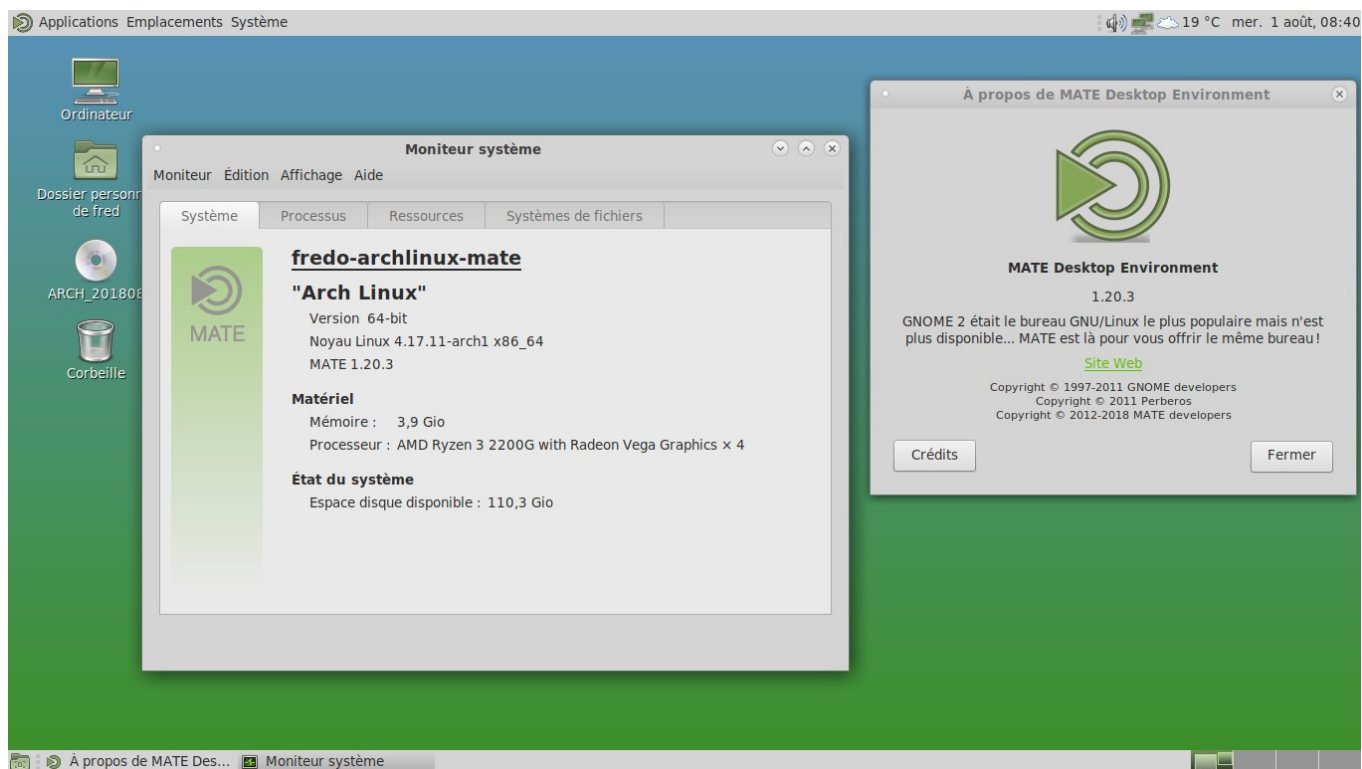 Applications Emplacements Système
19 °C mer. 1 août, 08:40
Ordinateur
Dossier personn
de fred
ARCH_201808
Corbeille
Moniteur système
Moniteur Édition Affichage Aide
Système Processus Ressources Systèmes de fichiers
MATE
fredo-archlinux-mate
"Arch Linux"
Version 64-bit
Noyau Linux 4.17.11-arch1 x86_64
MATE 1.20.3
Matériel
Mémoire : 3,9 Gio
Processeur : AMD Ryzen 3 2200G with Radeon Vega Graphics × 4
État du système
Espace disque disponible : 110,3 Gio
À propos de MATE Desktop Environment
MATE Desktop Environment
1.20.3
GNOME 2 était le bureau GNU/Linux le plus populaire mais n'est
plus disponible... MATE est là pour vous offrir le même bureau !
Site Web
Copyright © 1997-2011 GNOME developers
Copyright © 2011 Perberos
Copyright © 2012-2018 MATE developers
Crédits
Fermer
À propos de MATE Des... Moniteur système